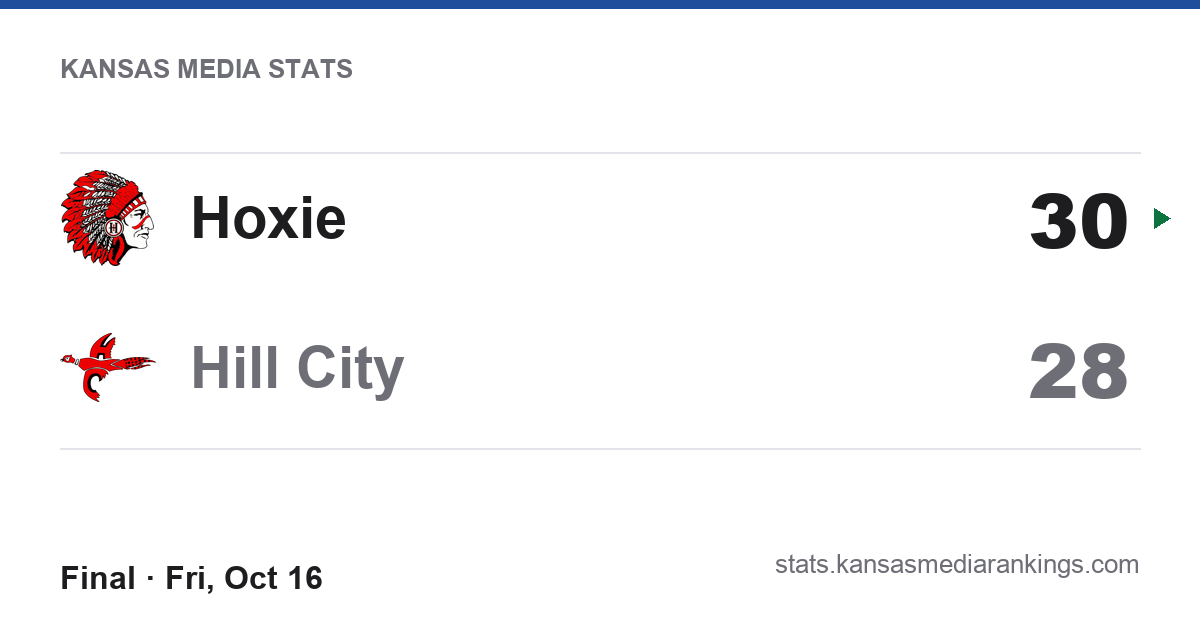 KANSAS MEDIA STATS
Hoxie 30
Hill City 28
Final · Fri, Oct 16
stats.kansasmediarankings.com